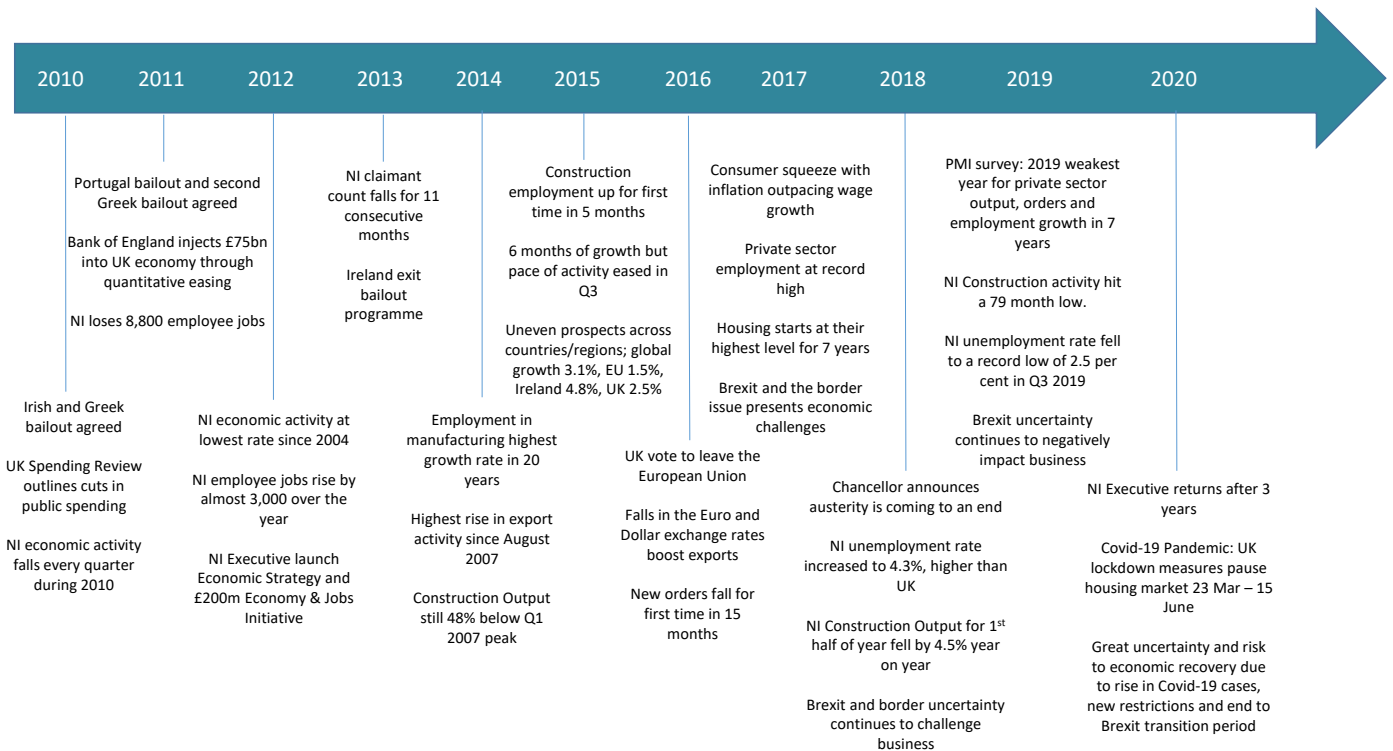 2010 2011 2012 2013 2014 2015 2016 2017 2018 2019 2020
Irish and Greek
bailout agreed
UK Spending Review
outlines cuts in
public spending
NI economic activity
falls every quarter
during 2010
Portugal bailout and second
Greek bailout agreed
Bank of England injects £75bn
into UK economy through
quantitative easing
NI loses 8,800 employee jobs
NI economic activity at
lowest rate since 2004
NI employee jobs rise by
almost 3,000 over the
year
NI Executive launch
Economic Strategy and
£200m Economy & Jobs
Initiative
NI claimant
count falls for 11
consecutive
months
Ireland exit
bailout
programme
Employment in
manufacturing highest
growth rate in 20
years
Highest rise in export
activity since August
2007
Construction Output
still 48% below Q1
2007 peak
Construction
employment up for first
time in 5 months
6 months of growth but
pace of activity eased in
Q3
Uneven prospects across
countries/regions; global
growth 3.1%, EU 1.5%,
Ireland 4.8%, UK 2.5%
UK vote to leave the
European Union
Falls in the Euro and
Dollar exchange rates
boost exports
New orders fall for
first time in 15
months
Consumer squeeze with
inflation outpacing wage
growth
Private sector
employment at record
high
Housing starts at their
highest level for 7 years
Brexit and the border
issue presents economic
challenges
Chancellor announces
austerity is coming to an end
NI unemployment rate
increased to 4.3%, higher than
UK
NI Construction Output for 1st
half of year fell by 4.5% year
on year
Brexit and border uncertainty
continues to challenge
business
PMI survey: 2019 weakest
year for private sector
output, orders and
employment growth in 7
years
NI Construction activity hit
a 79 month low.
NI unemployment rate fell
to a record low of 2.5 per
cent in Q3 2019
Brexit uncertainty
continues to negatively
impact business
NI Executive returns after 3
years
Covid-19 Pandemic: UK
lockdown measures pause
housing market 23 Mar – 15
June
Great uncertainty and risk
to economic recovery due
to rise in Covid-19 cases,
new restrictions and end to
Brexit transition period